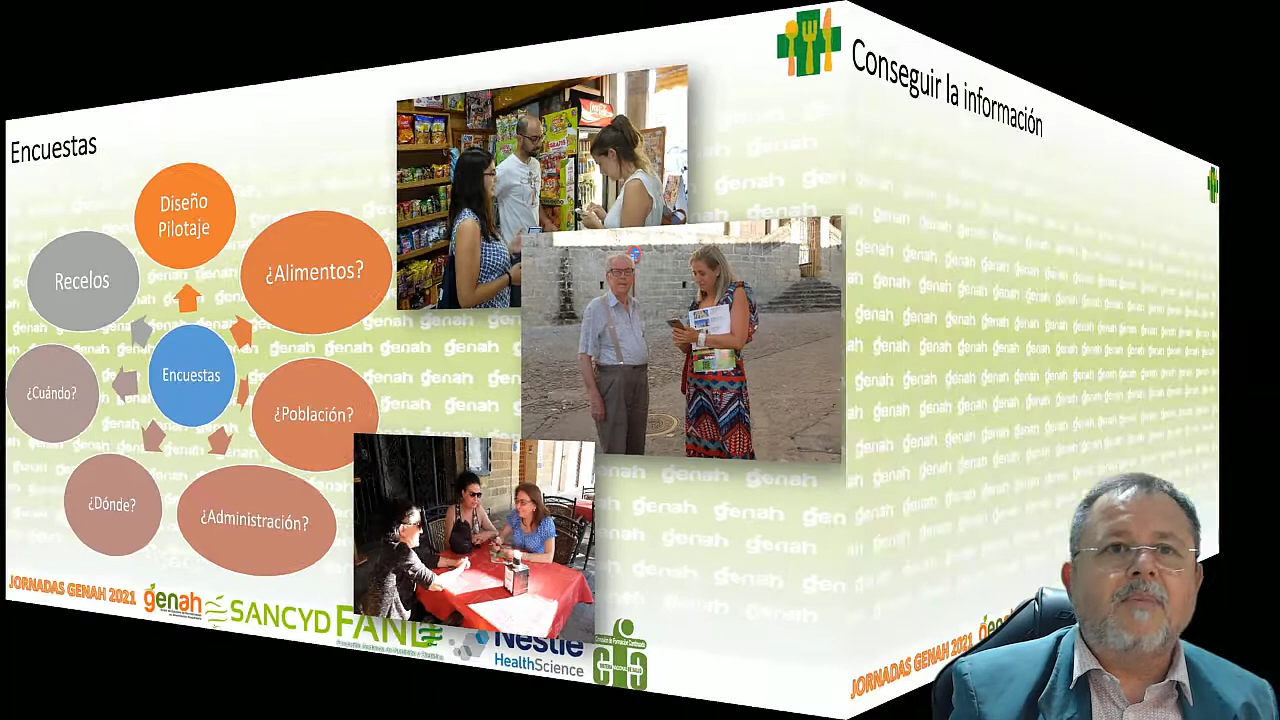 Encuestas
Diseño
Pilotaje
¿Alimentos?
Recelos
Encuestas
¿Cuándo?
¿Población?
¿Dónde?
¿Administración?
JORNADAS GENAH 2021
genah
SANCYD
Nestlé
HealthScience
Conseguir la información
JORNADAS GENAH 2021